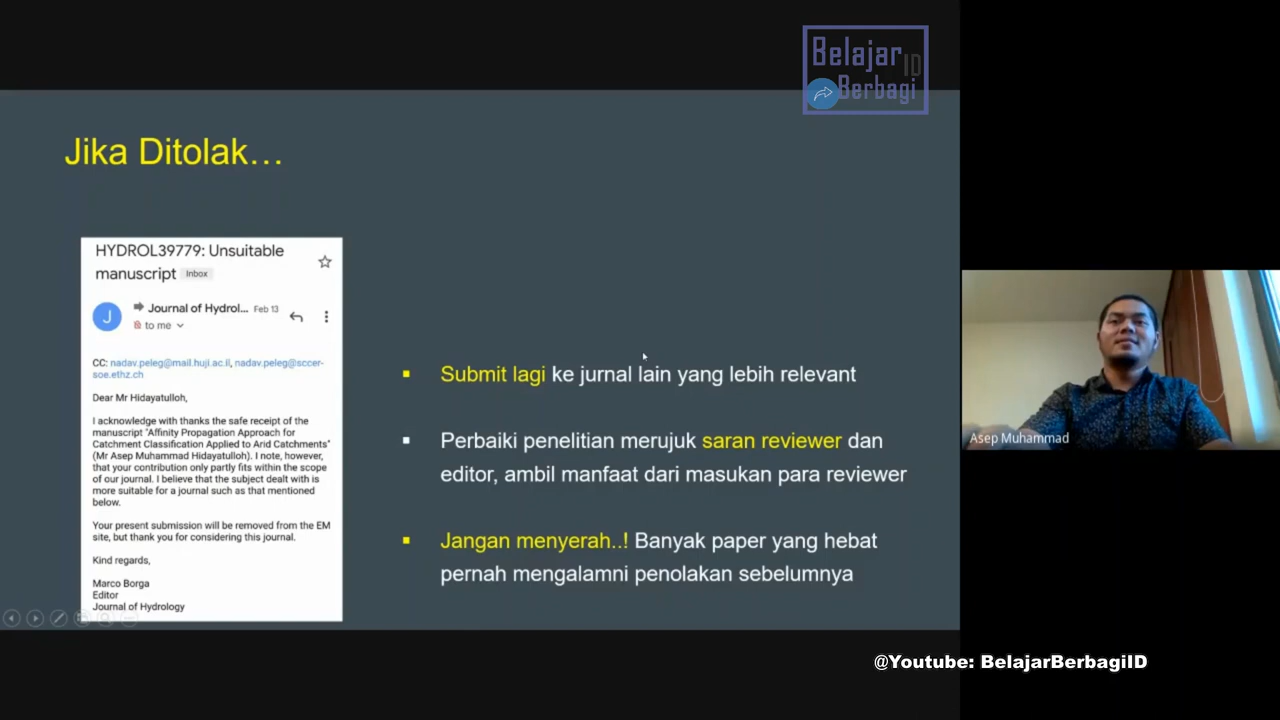 Belajar
ID
Berbagi
Jika Ditolak…
HYDROL39779: Unsuitable
manuscript Inbox
J
Journal of Hydrol... Feb 13
to me
CC: nadav.peleg@mail.huji.ac.il, nadav.peleg@sccer-
soe.ethz.ch
Dear Mr Hidayatulloh,
I acknowledge with thanks the safe receipt of the
manuscript "Affinity Propagation Approach for
Catchment Classification Applied to Arid Catchments"
(Mr Asep Muhammad Hidayatulloh). I note, however,
that your contribution only partly fits within the scope
of our journal. I believe that the subject dealt with is
more suitable for a journal such as that mentioned
below.
Your present submission will be removed from the EM
site, but thank you for considering this journal.
Kind regards,
Marco Borga
Editor
Journal of Hydrology
Submit lagi ke jurnal lain yang lebih relevant
Perbaiki penelitian merujuk saran reviewer dan
editor, ambil manfaat dari masukan para reviewer
Jangan menyerah..! Banyak paper yang hebat
pernah mengalamni penolakan sebelumnya
Asep Muhammad
@Youtube: BelajarBerbagiID